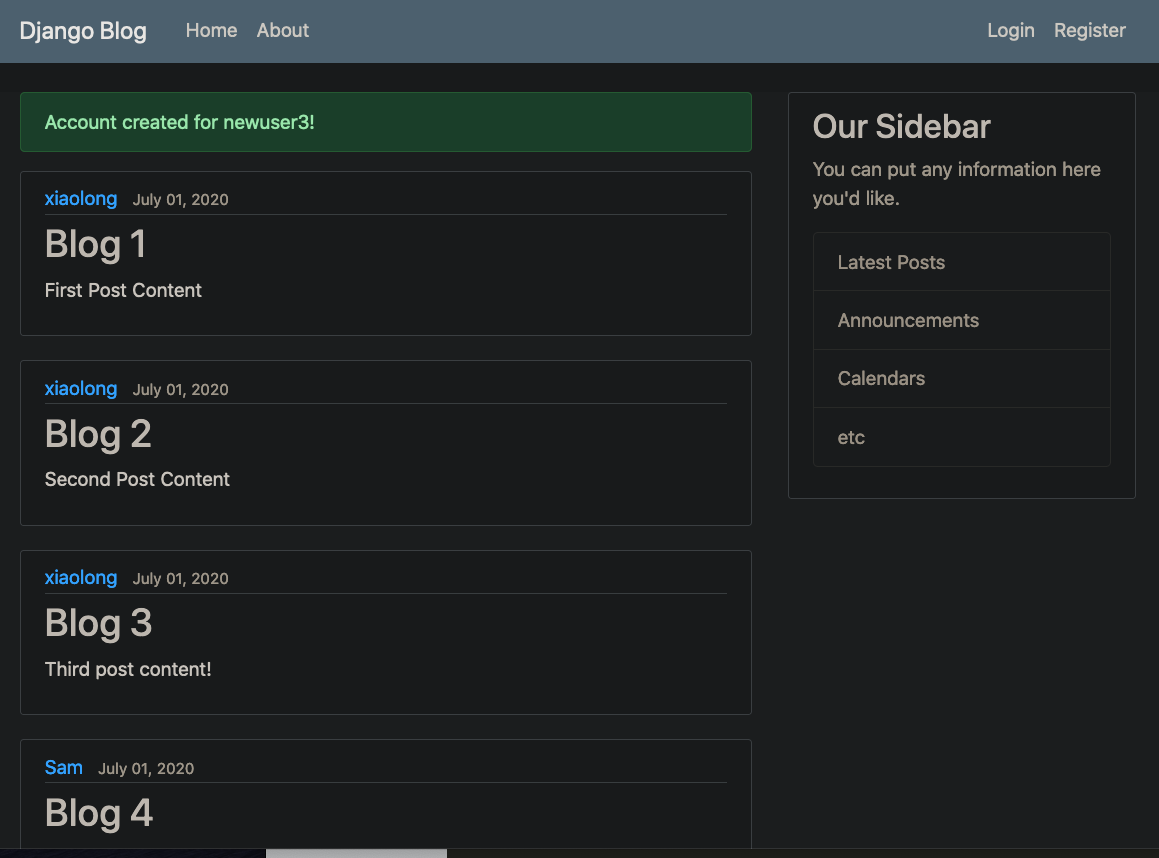 Django Blog Home About Login Register
Account created for newuser3!
xiaolong July 01, 2020
Blog 1
First Post Content
xiaolong July 01, 2020
Blog 2
Second Post Content
xiaolong July 01, 2020
Blog 3
Third post content!
Sam July 01, 2020
Blog 4
Our Sidebar
You can put any information here
you'd like.
Latest Posts
Announcements
Calendars
etc